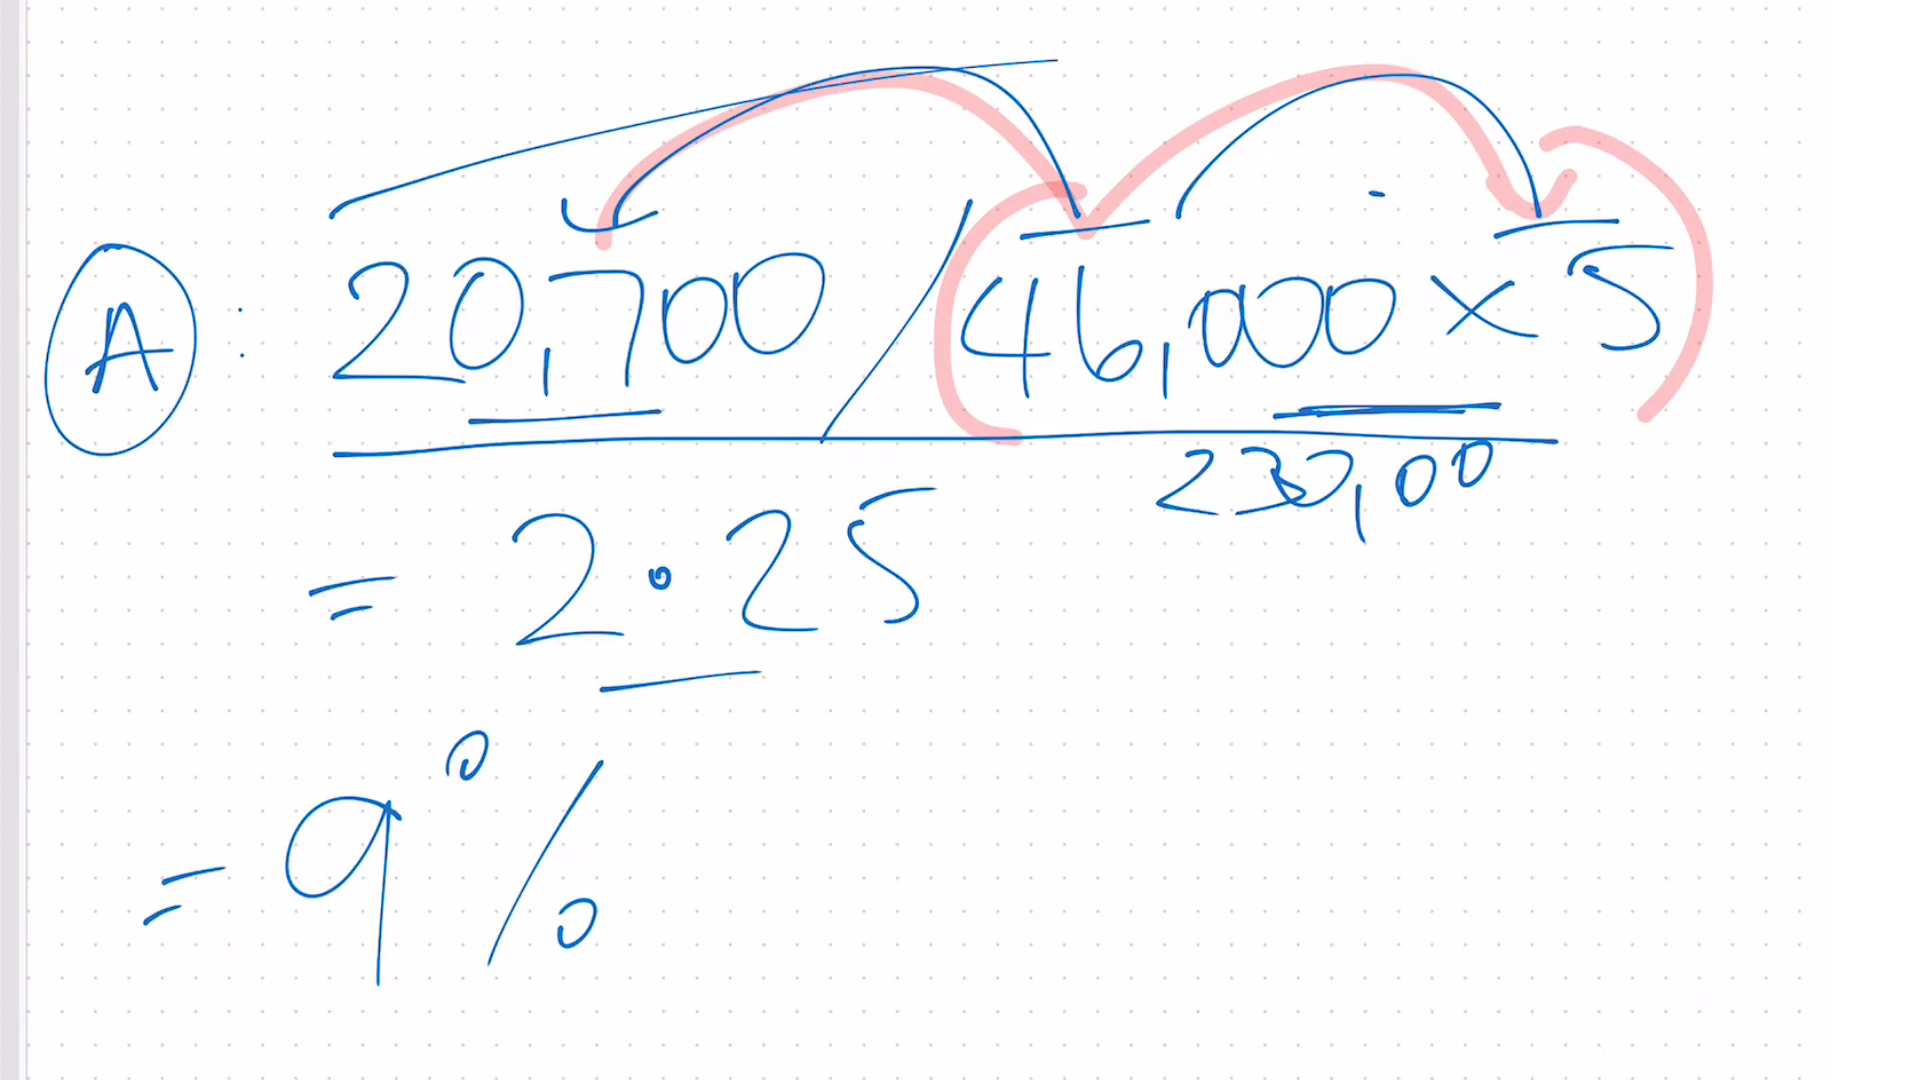 A : 20,700 / 46,000 × 5
230,00
= 2.25
= 9%